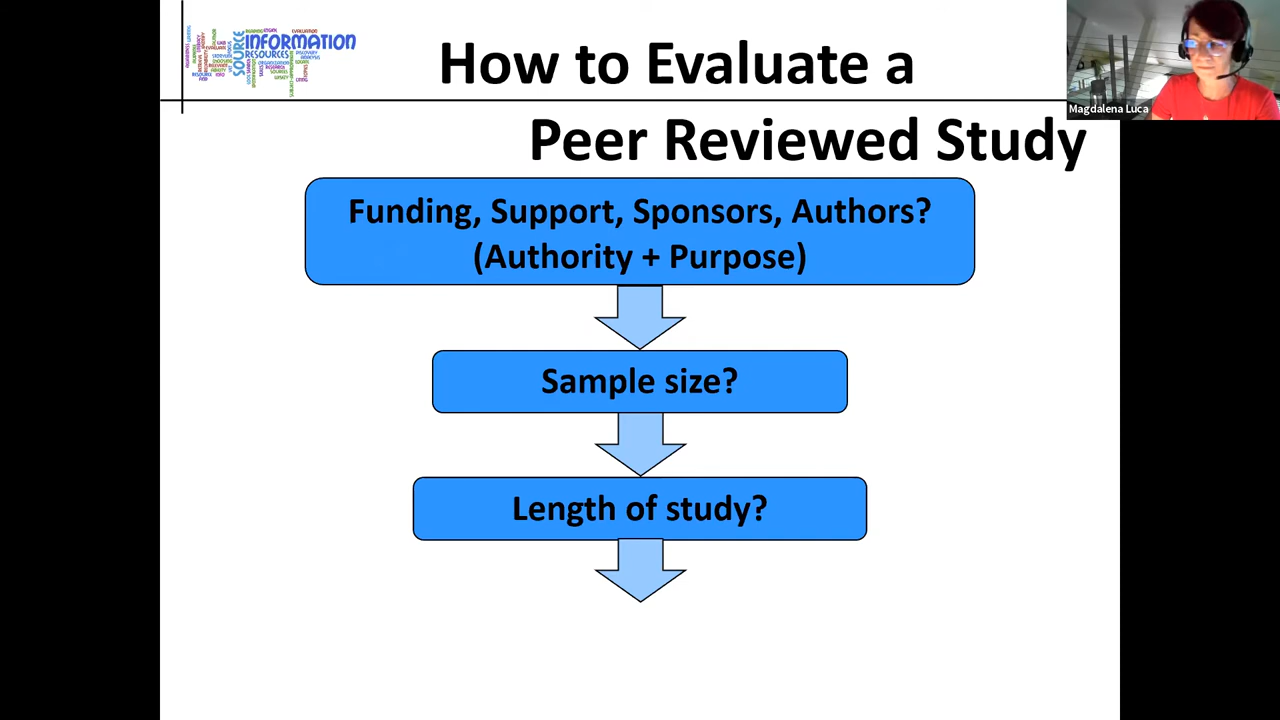 SOURCE
INFORMATION
RESOURCES
How to Evaluate a
Magdalena Luca
Peer Reviewed Study
Funding, Support, Sponsors, Authors?
(Authority + Purpose)
Sample size?
Length of study?